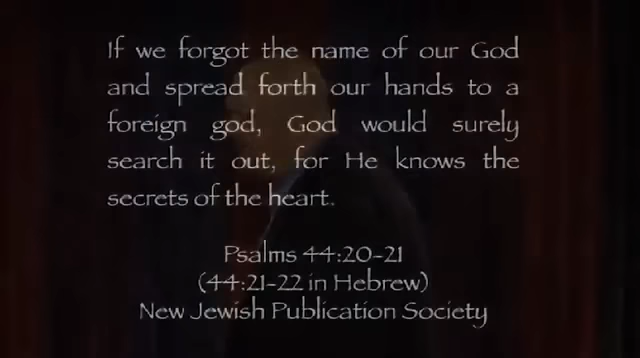 If we forgot the name of our God
and spread forth our hands to a
foreign god, God would surely
search it out, for He knows the
secrets of the heart.
Psalms 44:20-21
(44:21-22 in Hebrew)
New Jewish Publication Society